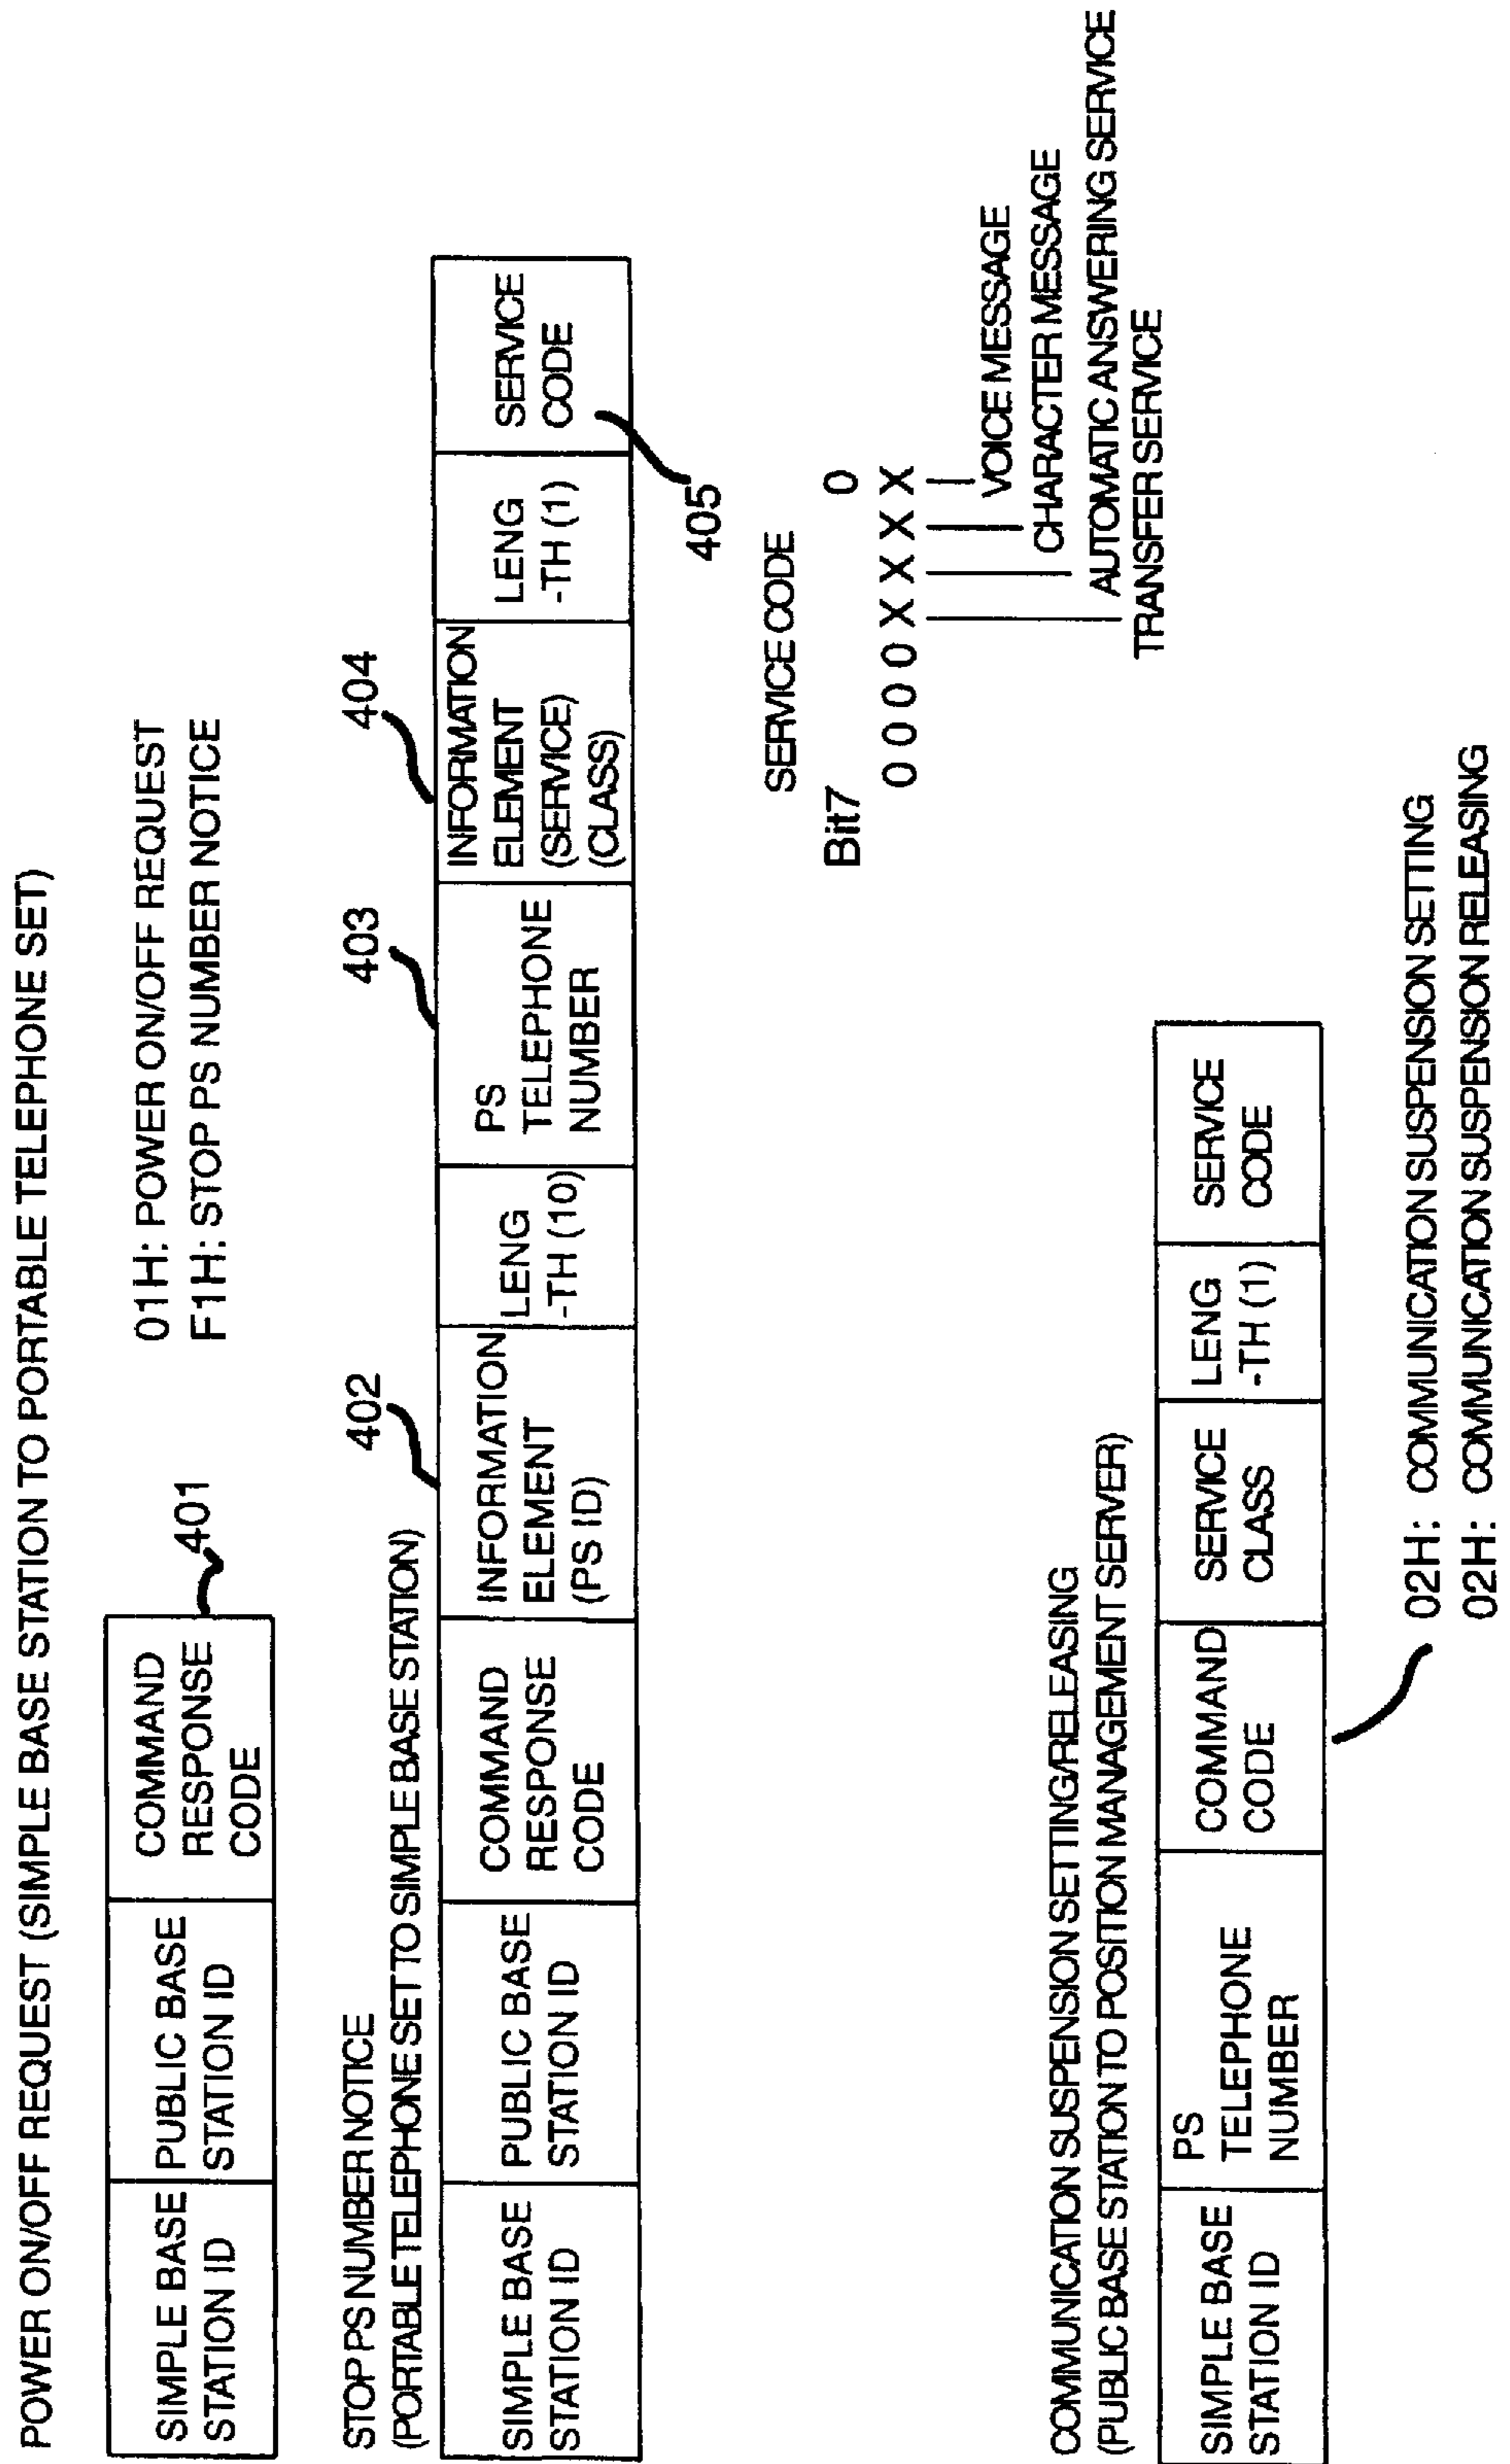 POWER ON/OFF REQUEST (SIMPLE BASE STATION TO PORTABLE TELEPHONE SET)
SIMPLE BASE
STATION ID
PUBLIC BASE
STATION ID
COMMAND
RESPONSE
CODE
401
01H: POWER ON/OFF REQUEST
F1H: STOP PS NUMBER NOTICE
STOP PS NUMBER NOTICE
(PORTABLE TELEPHONE SET TO SIMPLE BASE STATION)
402
403
404
SIMPLE BASE
STATION ID
PUBLIC BASE
STATION ID
COMMAND
RESPONSE
CODE
INFORMATION
ELEMENT
(PS ID)
LENG
-TH (10)
PS
TELEPHONE
NUMBER
INFORMATION
ELEMENT
(SERVICE)
(CLASS)
LENG
-TH (1)
SERVICE
CODE
405
SERVICE CODE
Bit7 0
0 0 0 0 X X X X
VOICE MESSAGE
CHARACTER MESSAGE
AUTOMATIC ANSWERING SERVICE
TRANSFER SERVICE
COMMUNICATION SUSPENSION SETTING/RELEASING
(PUBLIC BASE STATION TO POSITION MANAGEMENT SERVER)
SIMPLE BASE
STATION ID
PS
TELEPHONE
NUMBER
COMMAND
CODE
SERVICE
CLASS
LENG
-TH (1)
SERVICE
CODE
02H: COMMUNICATION SUSPENSION SETTING
02H: COMMUNICATION SUSPENSION RELEASING